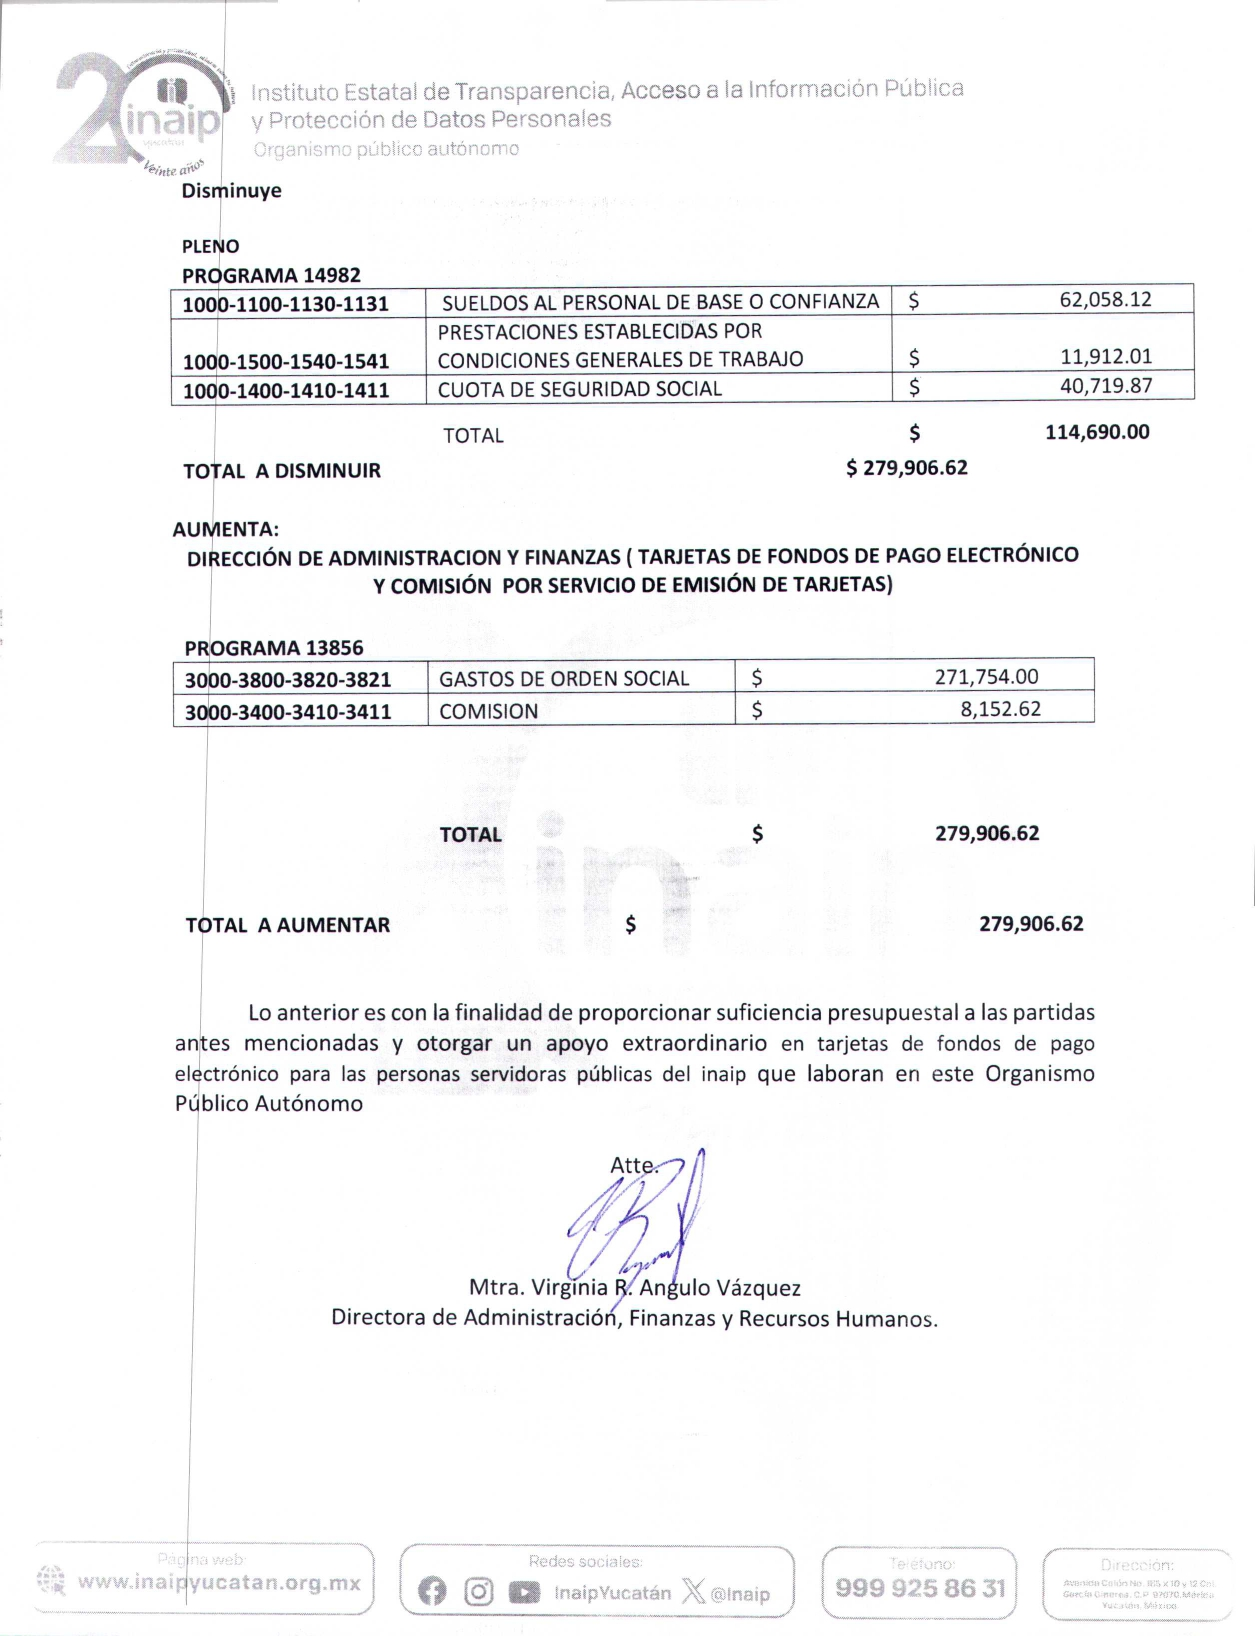 Instituto Estatal de Transparencia, Acceso a la Información Pública
y Protección de Datos Personales
Organismo público autónomo
inaip
Veinte años
Disminuye
PLENO
PROGRAMA 14982
1000-1100-1130-1131 SUELDOS AL PERSONAL DE BASE O CONFIANZA $ 62,058.12
PRESTACIONES ESTABLECIDAS POR
1000-1500-1540-1541 CONDICIONES GENERALES DE TRABAJO $ 11,912.01
1000-1400-1410-1411 CUOTA DE SEGURIDAD SOCIAL $ 40,719.87
TOTAL $ 114,690.00
TOTAL A DISMINUIR $ 279,906.62
AUMENTA:
DIRECCIÓN DE ADMINISTRACION Y FINANZAS ( TARJETAS DE FONDOS DE PAGO ELECTRÓNICO
Y COMISIÓN POR SERVICIO DE EMISIÓN DE TARJETAS)
PROGRAMA 13856
3000-3800-3820-3821 GASTOS DE ORDEN SOCIAL $ 271,754.00
3000-3400-3410-3411 COMISION $ 8,152.62
TOTAL $ 279,906.62
TOTAL A AUMENTAR $ 279,906.62
Lo anterior es con la finalidad de proporcionar suficiencia presupuestal a las partidas
antes mencionadas y otorgar un apoyo extraordinario en tarjetas de fondos de pago
electrónico para las personas servidoras públicas del inaip que laboran en este Organismo
Público Autónomo
Atte.
Mtra. Virginia R. Angulo Vázquez
Directora de Administración, Finanzas y Recursos Humanos.
Página web:
www.inaipyucatan.org.mx
Redes sociales:
InaipYucatán @Inaip
Teléfono:
999 925 86 31
Dirección:
Avenida Colón No.
García Ginerés, C.P. 97070, Mérida
Yucatán, México